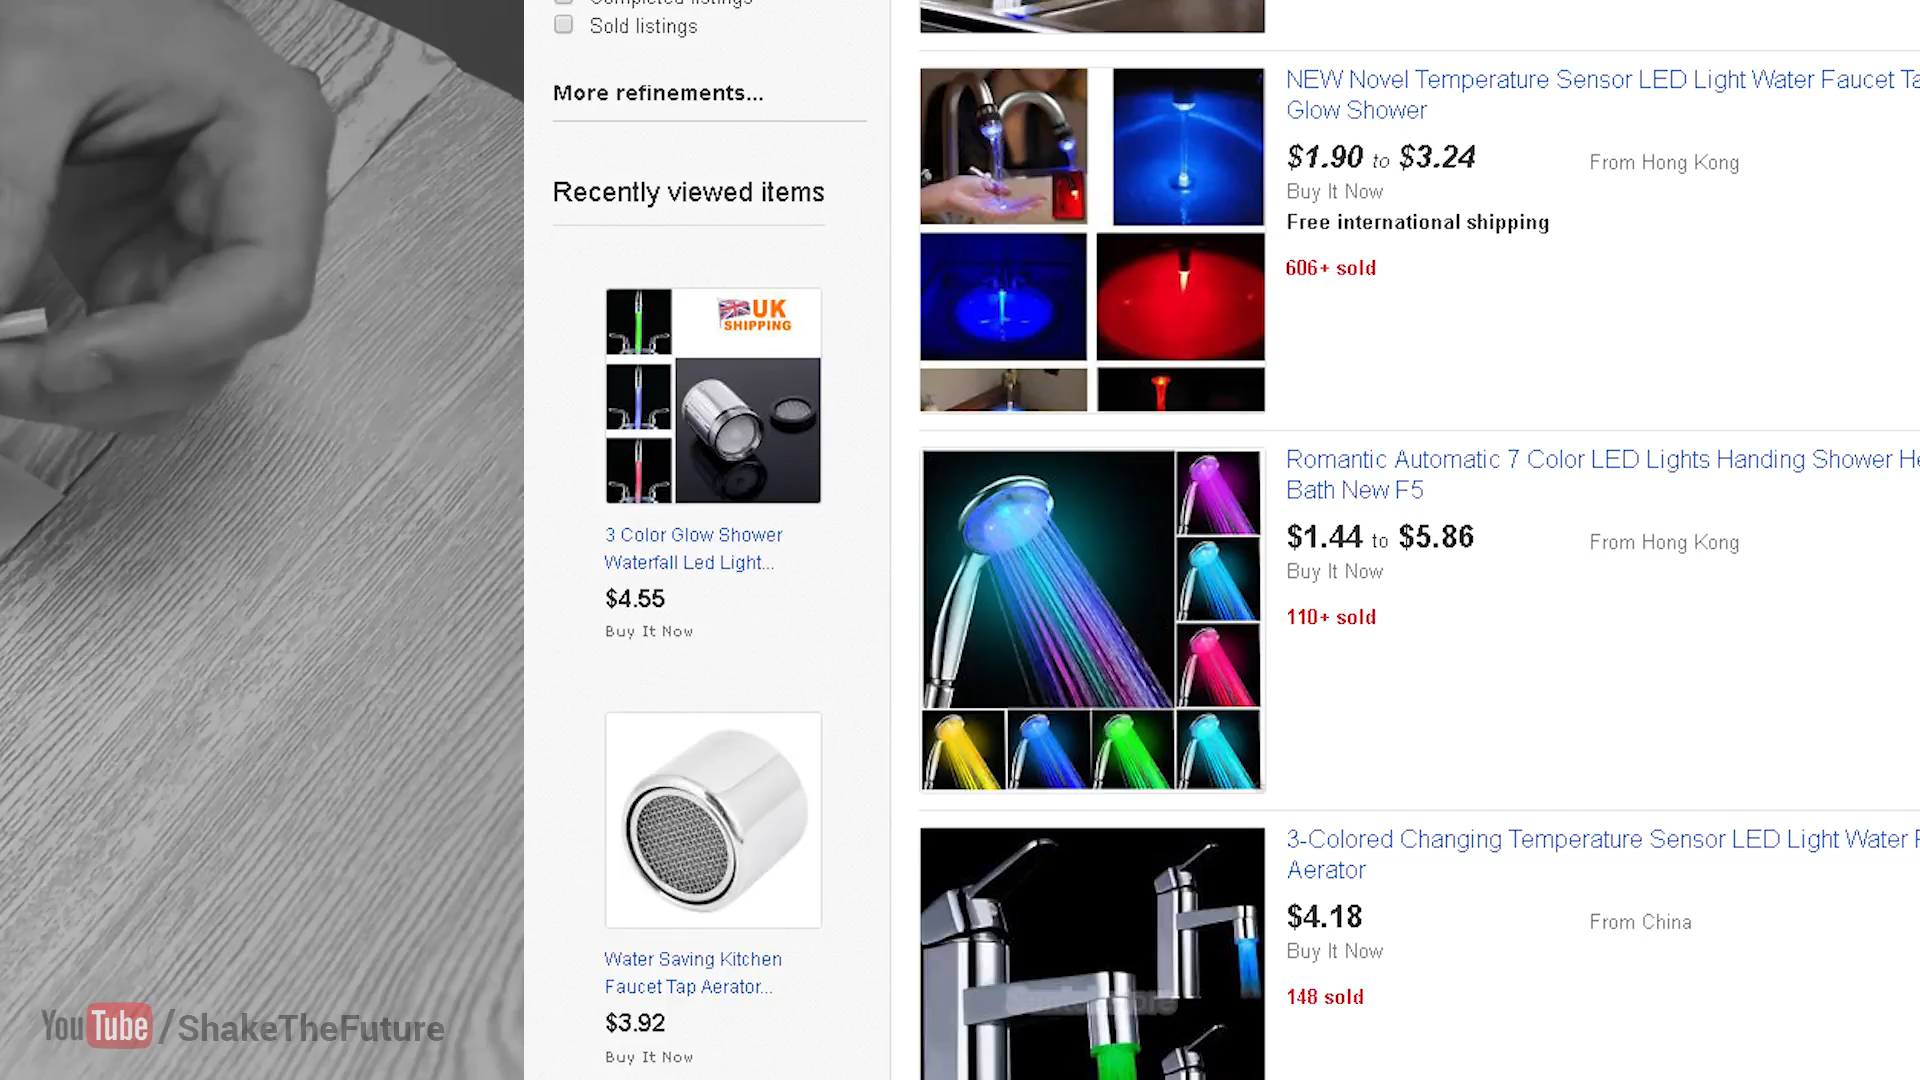 Completed listings
Sold listings
More refinements...
Recently viewed items
UK
SHIPPING
3 Color Glow Shower
Waterfall Led Light...
$4.55
Buy It Now
Water Saving Kitchen
Faucet Tap Aerator...
$3.92
Buy It Now
NEW Novel Temperature Sensor LED Light Water Faucet Ta
Glow Shower
$1.90 to $3.24
From Hong Kong
Buy It Now
Free international shipping
606+ sold
Romantic Automatic 7 Color LED Lights Handing Shower He
Bath New F5
$1.44 to $5.86
From Hong Kong
Buy It Now
110+ sold
3-Colored Changing Temperature Sensor LED Light Water F
Aerator
$4.18
From China
Buy It Now
148 sold
YouTube/ShakeTheFuture